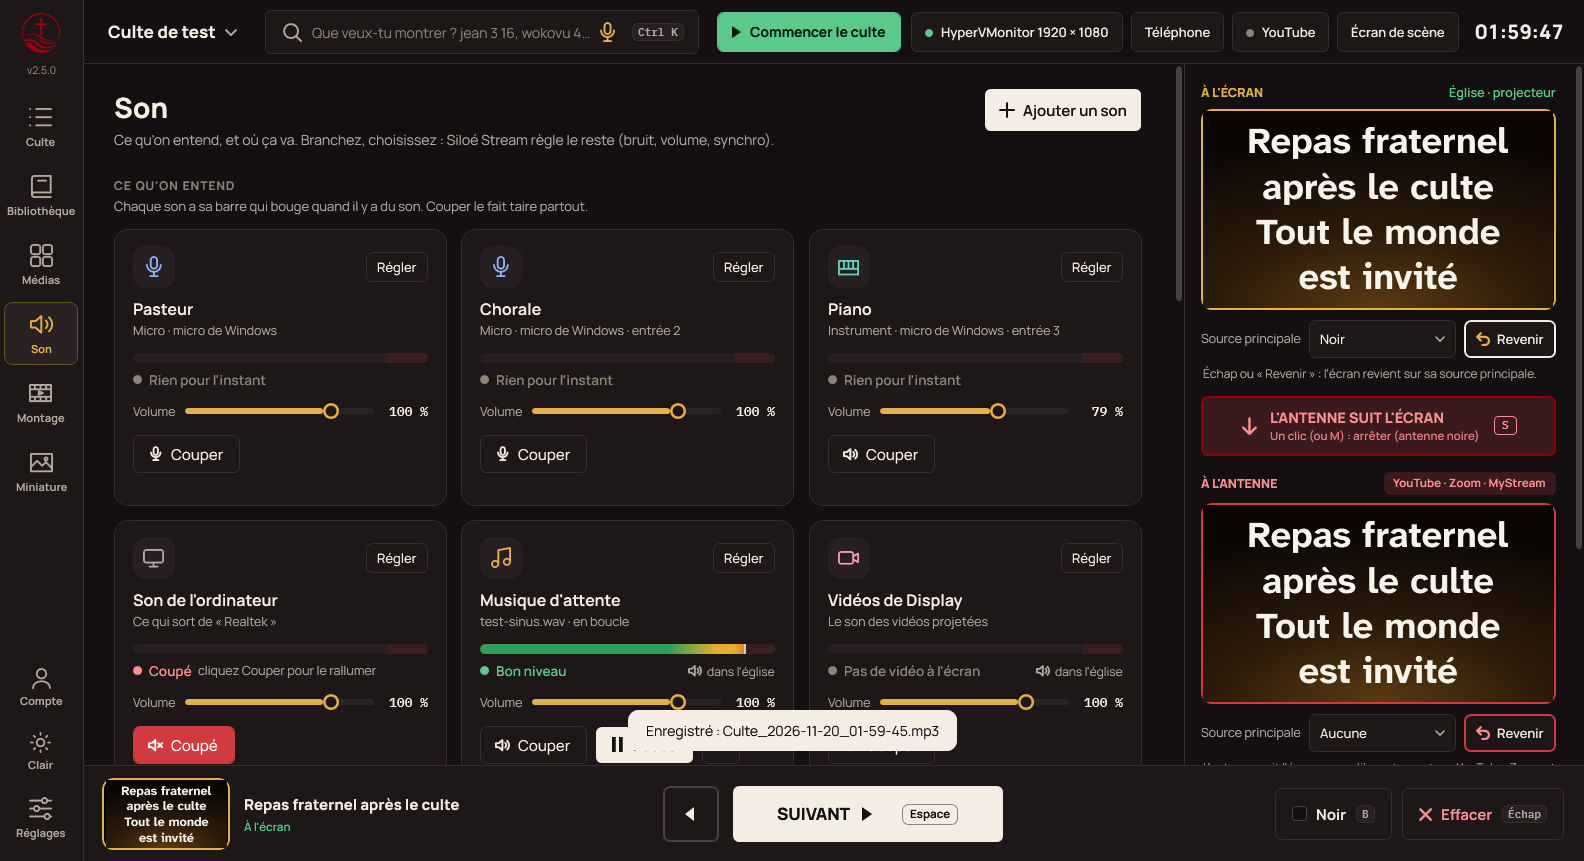 v2.5.0
Culte
Bibliothèque
Médias
Son
Montage
Miniature
Compte
Clair
Réglages
Culte de test
Que veux-tu montrer ? jean 3 16, wokovu 4...
Ctrl K
Commencer le culte
HyperVMonitor 1920 × 1080
Téléphone
YouTube
Écran de scène
01:59:47
Son
Ce qu'on entend, et où ça va. Branchez, choisissez : Siloé Stream règle le reste (bruit, volume, synchro).
Ajouter un son
CE QU'ON ENTEND
Chaque son a sa barre qui bouge quand il y a du son. Couper le fait taire partout.
Régler
Pasteur
Micro · micro de Windows
Rien pour l'instant
Volume 100 %
Couper
Régler
Chorale
Micro · micro de Windows · entrée 2
Rien pour l'instant
Volume 100 %
Couper
Régler
Piano
Instrument · micro de Windows · entrée 3
Rien pour l'instant
Volume 79 %
Couper
Régler
Son de l'ordinateur
Ce qui sort de « Realtek »
Coupé cliquez Couper pour le rallumer
Volume 100 %
Coupé
Régler
Musique d'attente
test-sinus.wav · en boucle
Bon niveau dans l'église
Volume 100 %
Couper
Régler
Vidéos de Display
Le son des vidéos projetées
Pas de vidéo à l'écran dans l'église
Volume 100 %
Enregistré : Culte_2026-11-20_01-59-45.mp3
À L'ÉCRAN
Église · projecteur
Repas fraternel
après le culte
Tout le monde
est invité
Source principale Noir Revenir
Échap ou « Revenir » : l'écran revient sur sa source principale.
L'ANTENNE SUIT L'ÉCRAN
Un clic (ou M) : arrêter (antenne noire)
S
À L'ANTENNE
YouTube · Zoom · MyStream
Repas fraternel
après le culte
Tout le monde
est invité
Source principale Aucune Revenir
Repas fraternel
après le culte
Tout le monde
est invité
Repas fraternel après le culte
À l'écran
SUIVANT Espace
Noir B
Effacer Échap